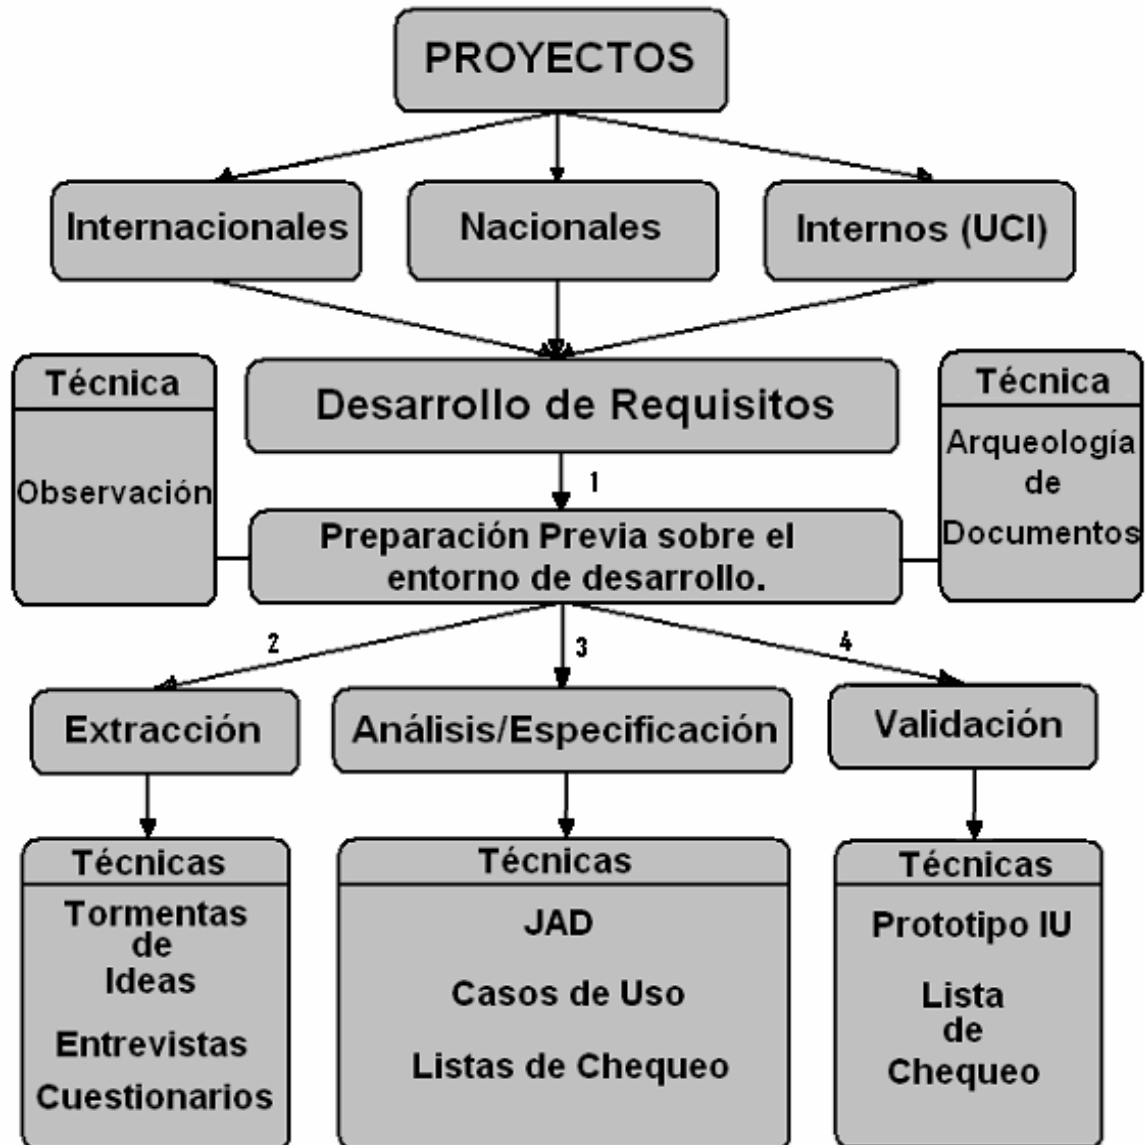 PROYECTOS
Internacionales
Nacionales
Internos (UCI)
Técnica
Observación
Desarrollo de Requisitos
Técnica
Arqueología
de
Documentos
1
Preparación Previa sobre el
entorno de desarrollo.
2
3
4
Extracción
Análisis/Especificación
Validación
Técnicas
Tormentas
de
Ideas
Entrevistas
Cuestionarios
Técnicas
JAD
Casos de Uso
Listas de Chequeo
Técnicas
Prototipo IU
Lista
de
Chequeo